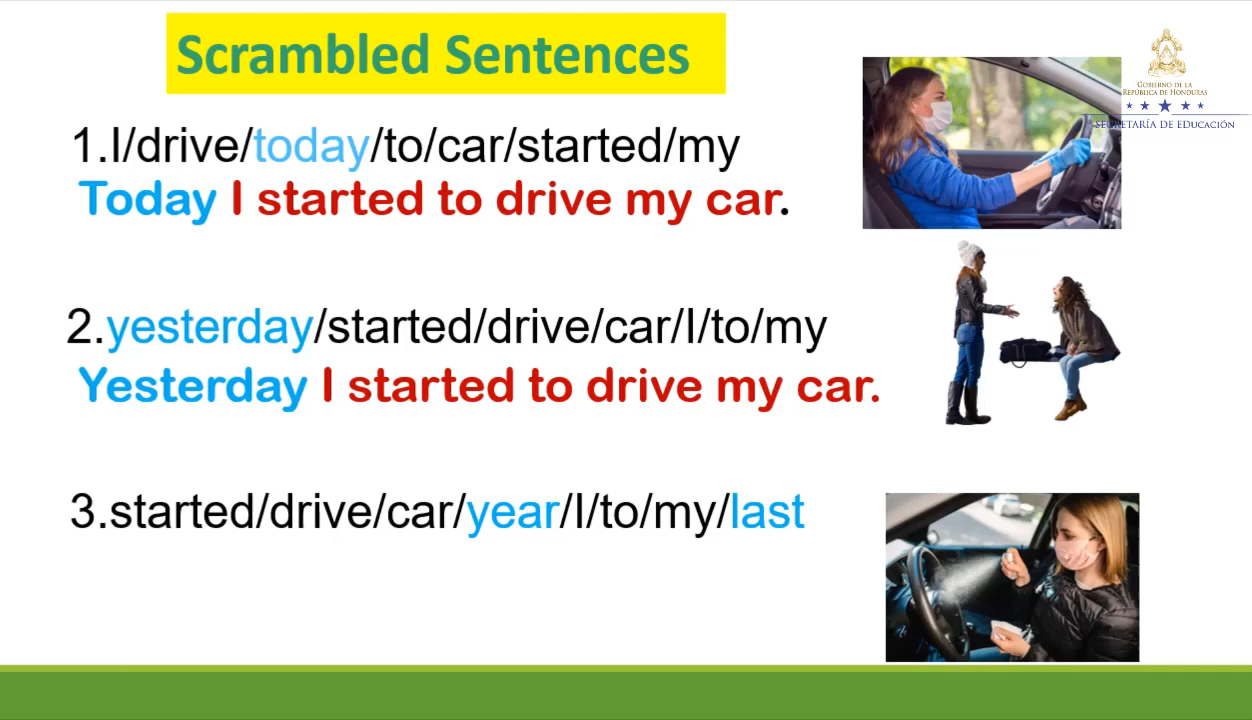 Scrambled Sentences
GOBIERNO DE LA
REPÚBLICA DE HONDURAS
SECRETARÍA DE EDUCACIÓN
1.I/drive/today/to/car/started/my
Today I started to drive my car.
2.yesterday/started/drive/car/I/to/my
Yesterday I started to drive my car.
3.started/drive/car/year/I/to/my/last